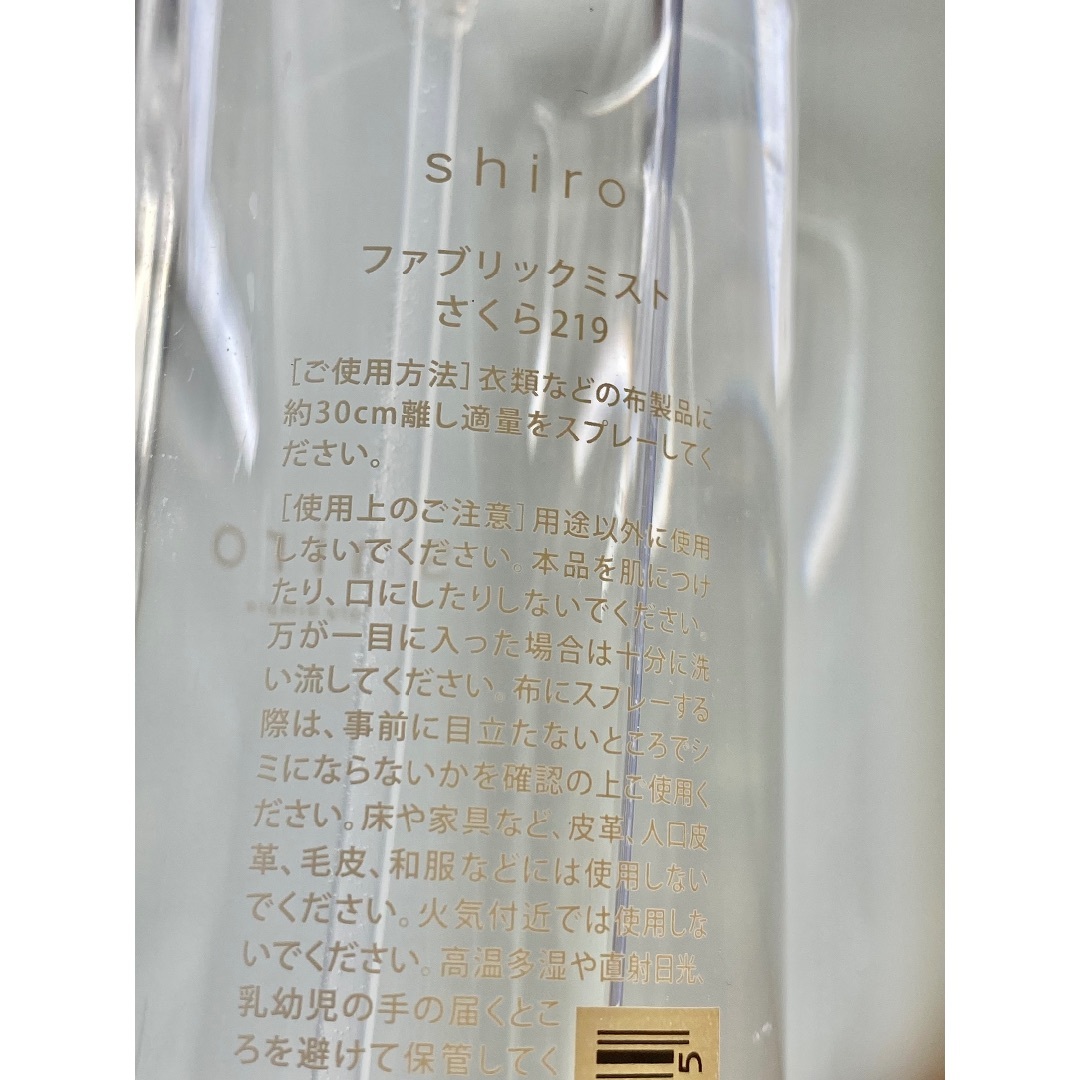 shiro
ファブリックミスト
さくら219
［ご使用方法］衣類などの布製品に
約30cm離し適量をスプレーしてく
ださい。
［使用上のご注意］用途以外に使用
しないでください。本品を肌につけ
たり、口にしたりしないでください。
万が一目に入った場合は十分に洗
い流してください。布にスプレーする
際は、事前に目立たないところでシ
ミにならないかを確認の上ご使用く
ださい。床や家具など、皮革、人口皮
革、毛皮、和服などには使用しない
でください。火気付近では使用しな
いでください。高温多湿や直射日光、
乳幼児の手の届くとこ
ろを避けて保管してく
5